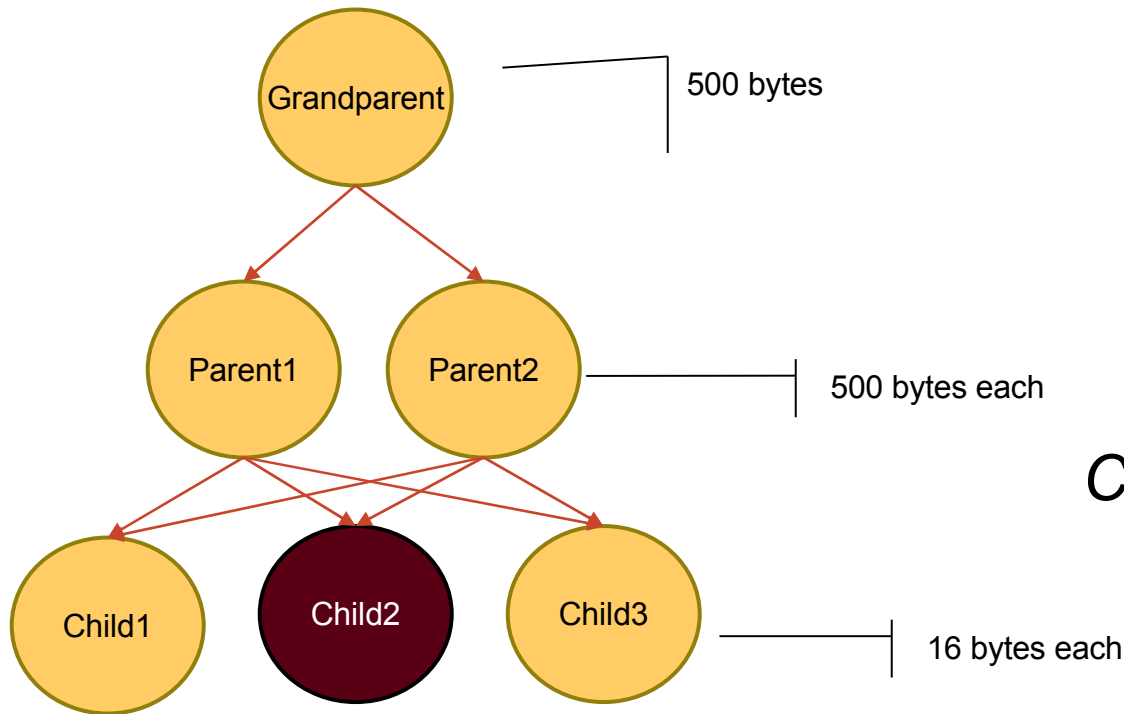 Grandparent
500 bytes
Parent1
Parent2
500 bytes each
C
Child1
Child2
Child3
16 bytes each